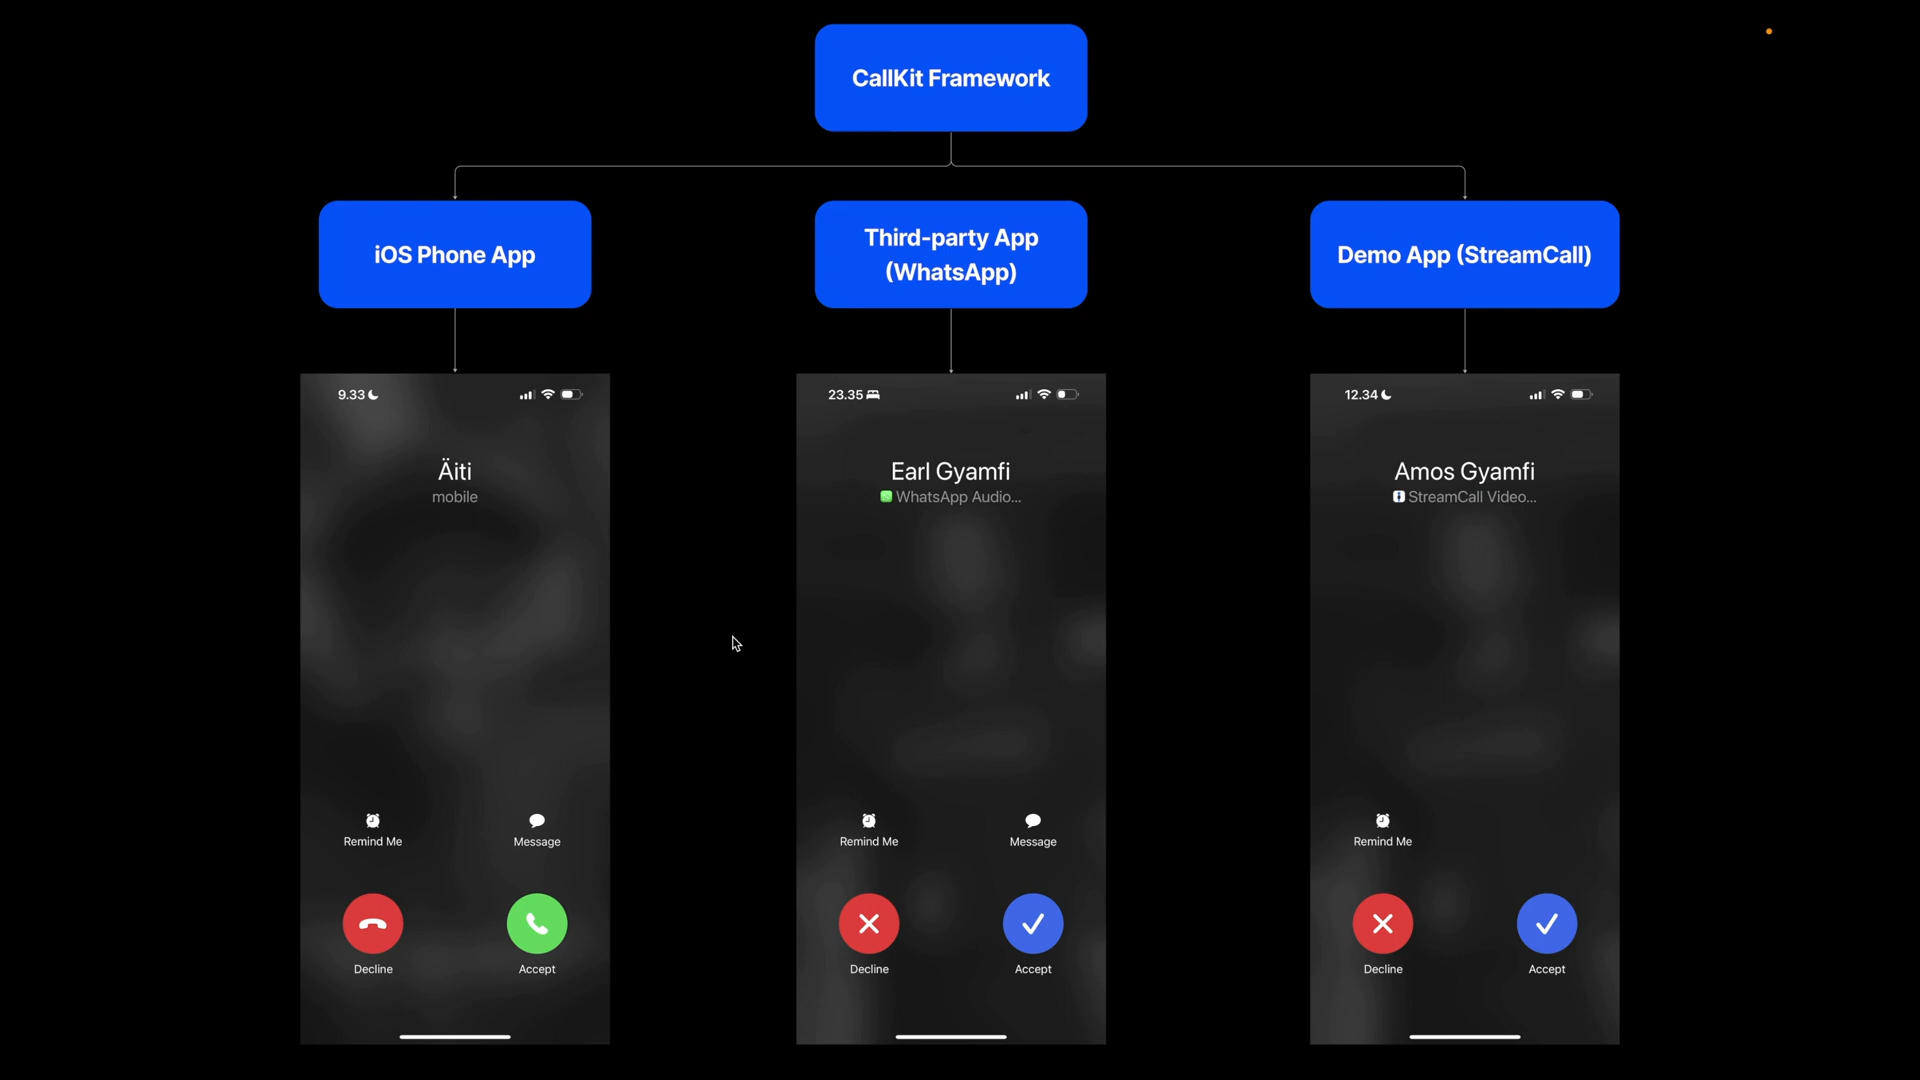 CallKit Framework
iOS Phone App
Third-party App
(WhatsApp)
Demo App (StreamCall)
9.33
Äiti
mobile
Remind Me
Message
Decline
Accept
23.35
Earl Gyamfi
WhatsApp Audio...
Remind Me
Message
Decline
Accept
12.34
Amos Gyamfi
StreamCall Video...
Remind Me
Decline
Accept